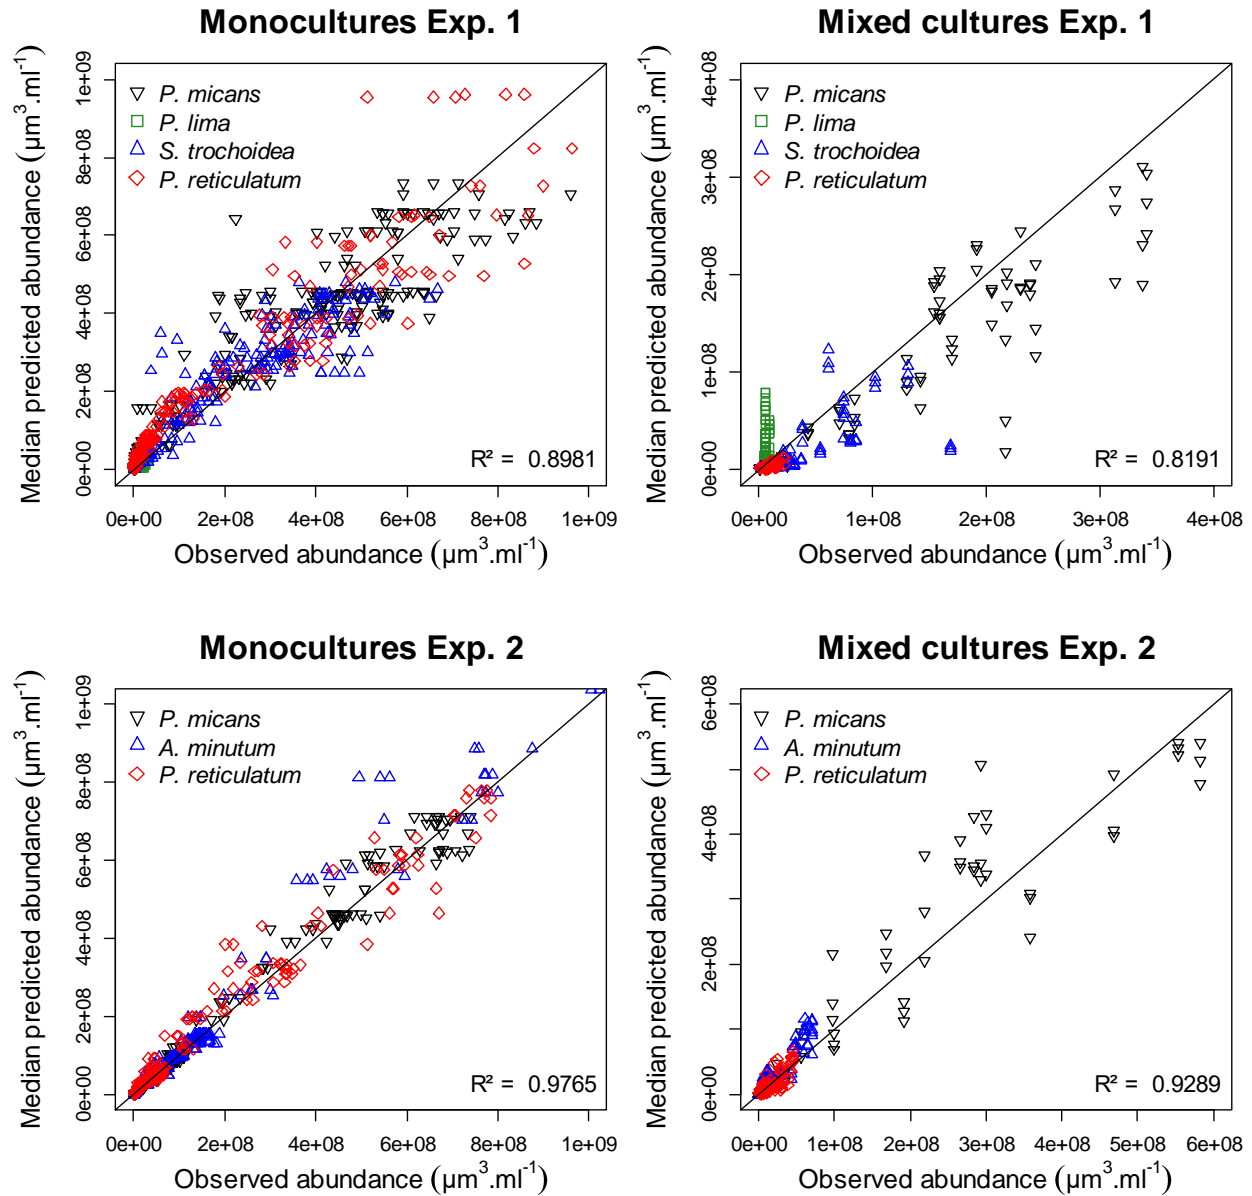 Monocultures Exp. 1
Median predicted abundance (µm³.ml⁻¹)
0e+00 2e+08 4e+08 6e+08 8e+08 1e+09
P. micans
P. lima
S. trochoidea
P. reticulatum
R² = 0.8981
0e+00 2e+08 4e+08 6e+08 8e+08 1e+09
Observed abundance (µm³.ml⁻¹)
Mixed cultures Exp. 1
Median predicted abundance (µm³.ml⁻¹)
0e+00 1e+08 2e+08 3e+08 4e+08
P. micans
P. lima
S. trochoidea
P. reticulatum
R² = 0.8191
0e+00 1e+08 2e+08 3e+08 4e+08
Observed abundance (µm³.ml⁻¹)
Monocultures Exp. 2
Median predicted abundance (µm³.ml⁻¹)
0e+00 2e+08 4e+08 6e+08 8e+08 1e+09
P. micans
A. minutum
P. reticulatum
R² = 0.9765
0e+00 2e+08 4e+08 6e+08 8e+08 1e+09
Observed abundance (µm³.ml⁻¹)
Mixed cultures Exp. 2
Median predicted abundance (µm³.ml⁻¹)
0e+00 2e+08 4e+08 6e+08
P. micans
A. minutum
P. reticulatum
R² = 0.9289
0e+00 1e+08 2e+08 3e+08 4e+08 5e+08 6e+08
Observed abundance (µm³.ml⁻¹)